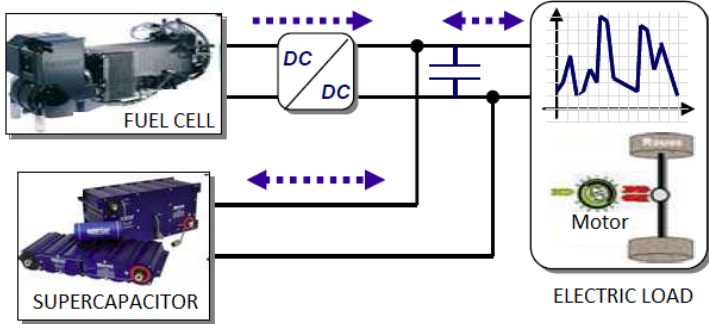 DC
DC
FUEL CELL
Motor
SUPERCAPACITOR
ELECTRIC LOAD